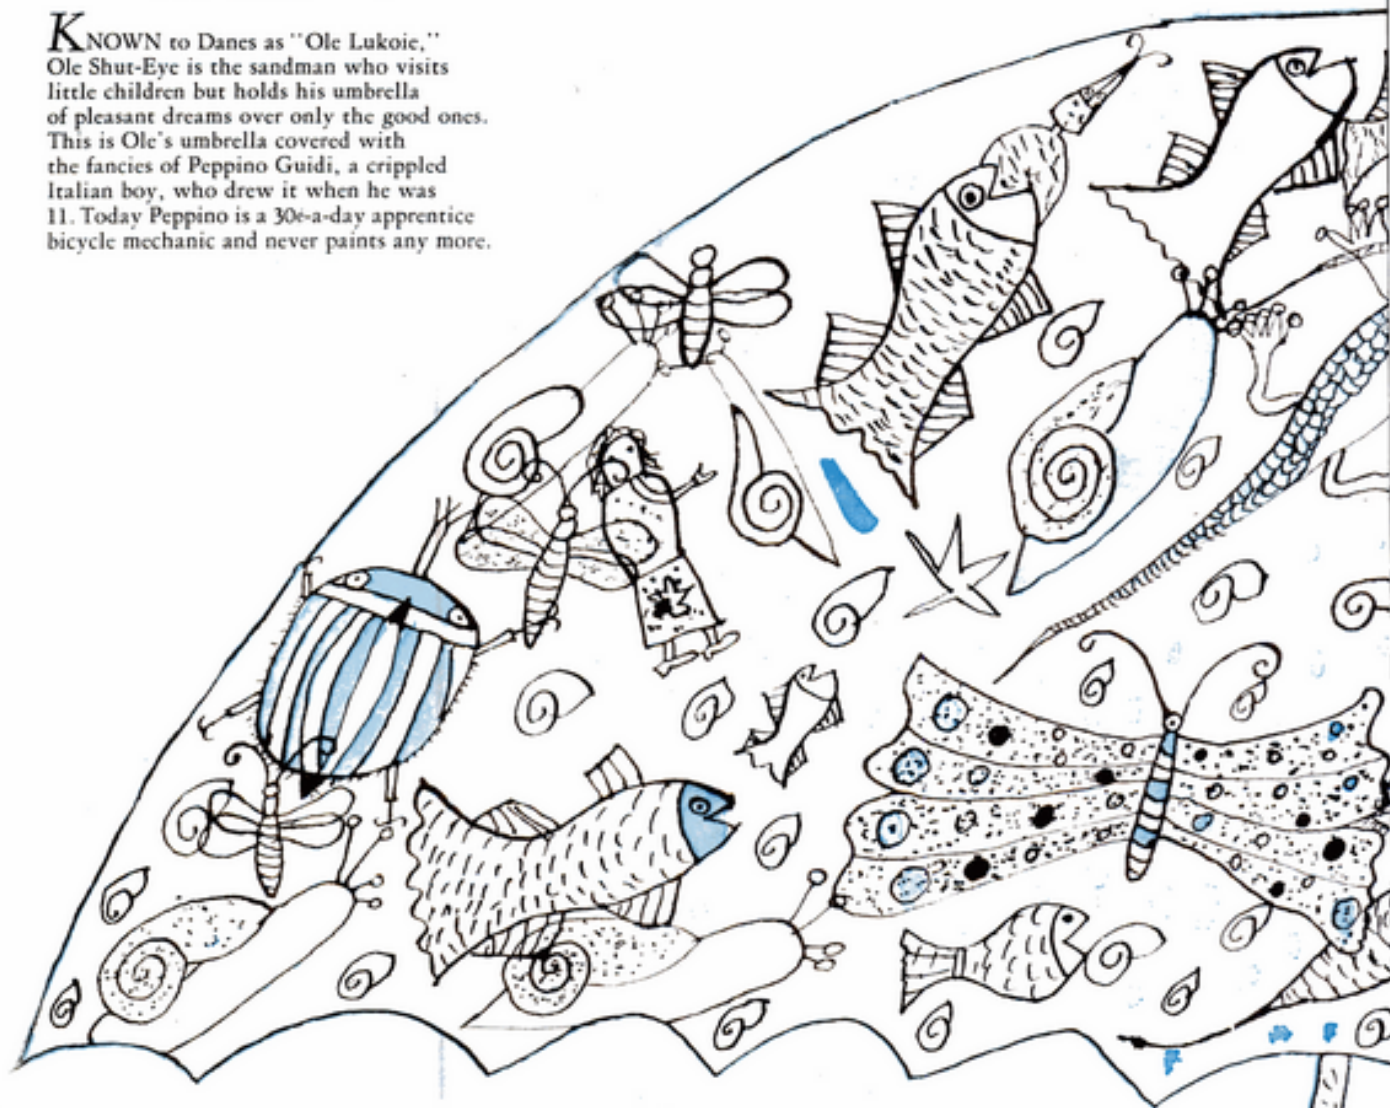 KNOWN to Danes as "Ole Lukoie,"
Ole Shut-Eye is the sandman who visits
little children but holds his umbrella
of pleasant dreams over only the good ones.
This is Ole's umbrella covered with
the fancies of Peppino Guidi, a crippled
Italian boy, who drew it when he was
11. Today Peppino is a 30¢-a-day apprentice
bicycle mechanic and never paints any more.